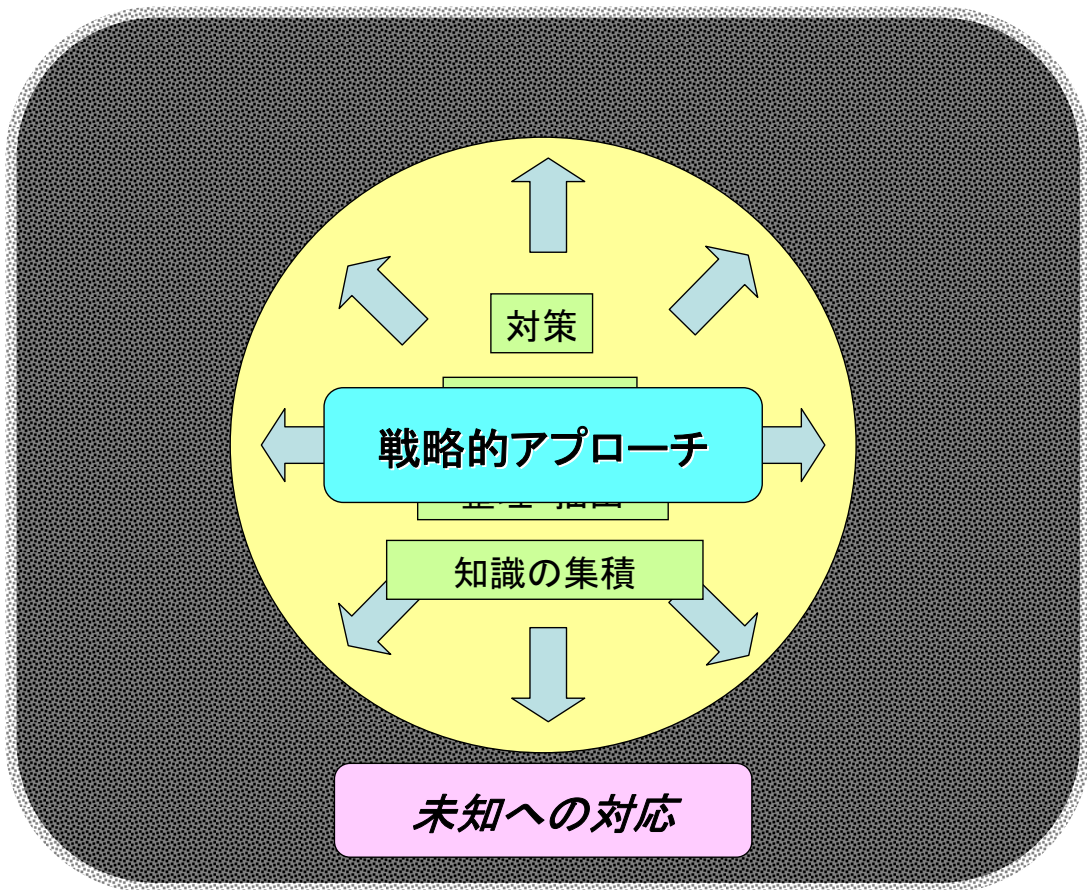 対策
戦略的アプローチ
知識の集積
未知への対応